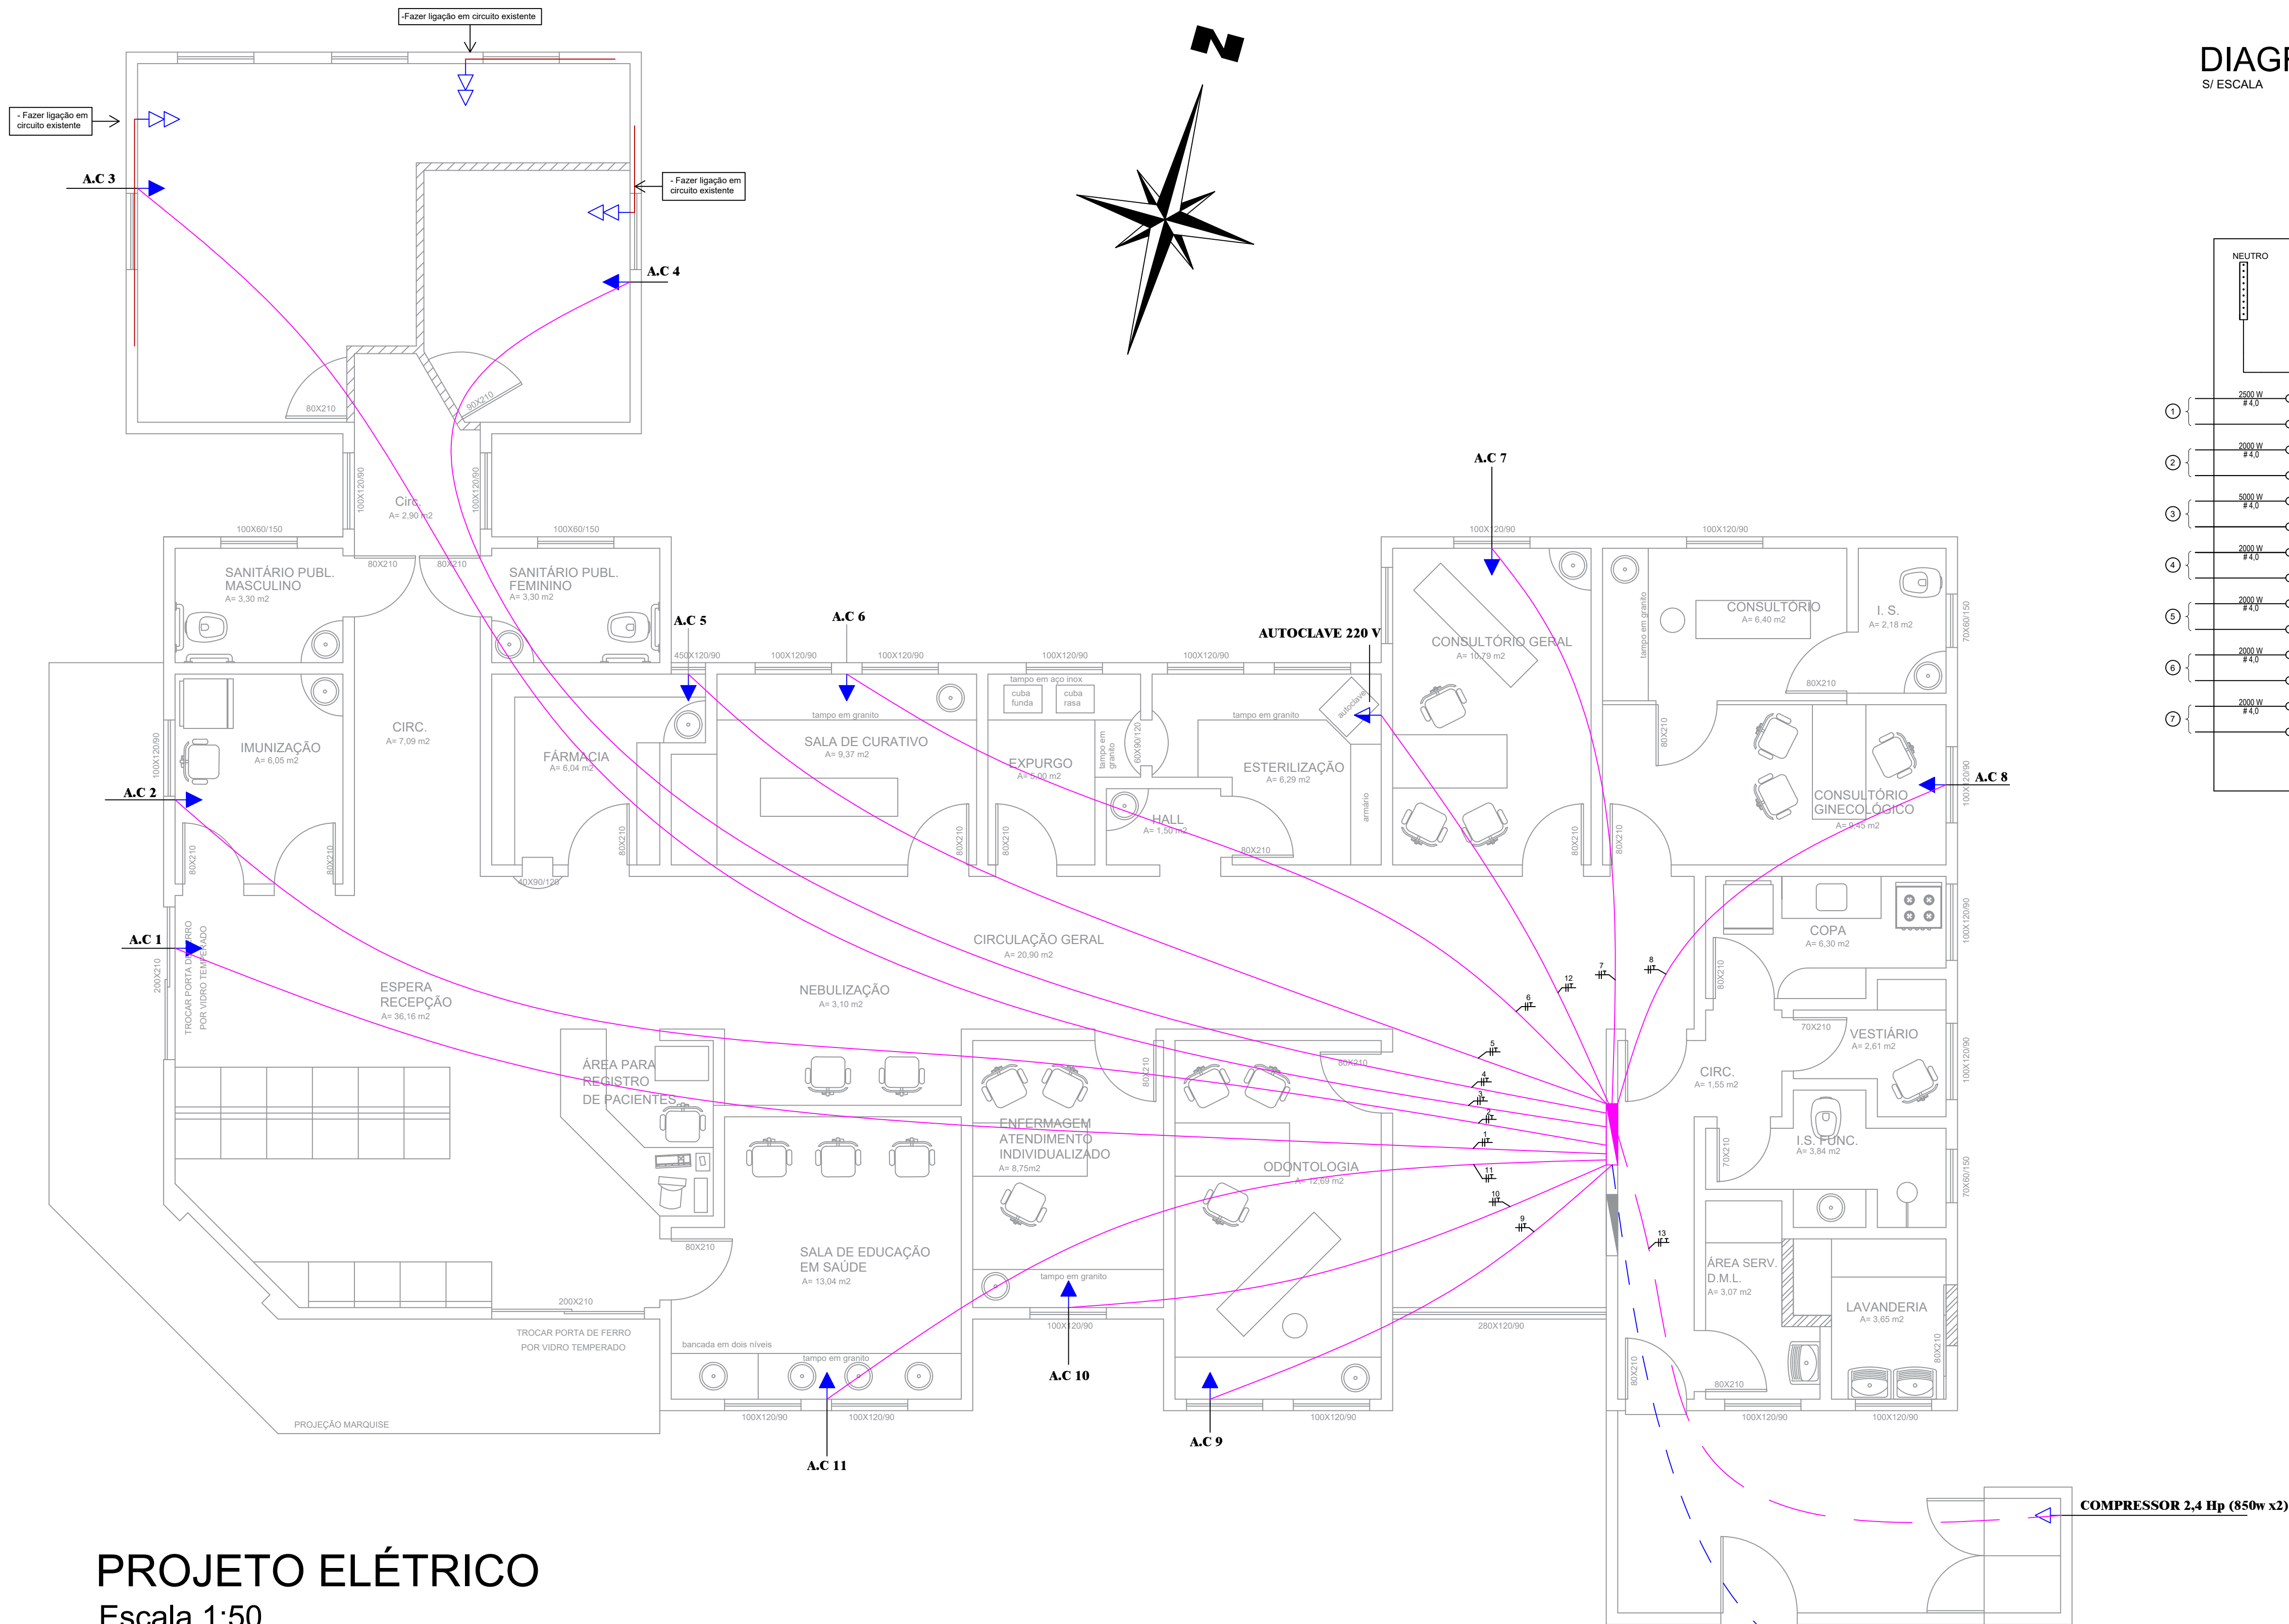 -Fazer ligação em circuito existente
N
DIAGR
S/ ESCALA
- Fazer ligação em
circuito existente
A.C 3
- Fazer ligação em
circuito existente
A.C 4
NEUTRO
80X210
90X210
1
2500 W
# 4,0
2
2000 W
# 4,0
3
5000 W
# 4,0
4
2000 W
# 4,0
5
2000 W
# 4,0
6
2000 W
# 4,0
7
2000 W
# 4,0
A.C 7
100X120/90
100X120/90
Circ.
A= 2,90 m2
100X60/150
100X60/150
100X120/90
100X120/90
80X210
80X210
SANITÁRIO PUBL.
MASCULINO
A= 3,30 m2
SANITÁRIO PUBL.
FEMININO
A= 3,30 m2
A.C 5
A.C 6
AUTOCLAVE 220 V
450X120/90
100X120/90
100X120/90
100X120/90
100X120/90
CONSULTÓRIO GERAL
A= 10,79 m2
tampo em granito
CONSULTÓRIO
A= 6,40 m2
I. S.
A= 2,18 m2
70X60/150
80X210
tampo em aço inox
cuba
funda
cuba
rasa
autoclave
tampo em granito
tampo em granito
CIRC.
A= 7,09 m2
IMUNIZAÇÃO
A= 6,05 m2
100X120/90
FÁRMACIA
A= 6,04 m2
SALA DE CURATIVO
A= 9,37 m2
EXPURGO
A= 5,00 m2
tampo em
granito
60X90/120
ESTERILIZAÇÃO
A= 6,29 m2
armário
80X210
CONSULTÓRIO
GINECOLÓGICO
A= 9,45 m2
100X120/90
A.C 8
A.C 2
HALL
A= 1,50 m2
80X210
80X210
80X210
80X210
80X210
80X210
80X210
80X210
80X210
40X90/120
A.C 1
200X210
TROCAR PORTA DE FERRO
POR VIDRO TEMPERADO
CIRCULAÇÃO GERAL
A= 20,90 m2
COPA
A= 6,30 m2
100X120/90
80X210
ESPERA
RECEPÇÃO
A= 36,16 m2
NEBULIZAÇÃO
A= 3,10 m2
12
7
8
6
5
4
3
2
1
11
10
9
13
70X210
VESTIÁRIO
A= 2,61 m2
100X120/90
ÁREA PARA
REGISTRO
DE PACIENTES
80X210
80X210
CIRC.
A= 1,55 m2
ENFERMAGEM
ATENDIMENTO
INDIVIDUALIZADO
A= 8,75m2
ODONTOLOGIA
A= 12,69 m2
70X210
I.S. FUNC.
A= 3,84 m2
70X60/150
80X210
SALA DE EDUCAÇÃO
EM SAÚDE
A= 13,04 m2
tampo em granito
ÁREA SERV.
D.M.L.
A= 3,07 m2
LAVANDERIA
A= 3,65 m2
80X210
200X210
TROCAR PORTA DE FERRO
POR VIDRO TEMPERADO
100X120/90
280X120/90
bancada em dois níveis
tampo em granito
A.C 10
80X210
80X210
100X120/90
100X120/90
100X120/90
100X120/90
100X120/90
PROJEÇÃO MARQUISE
A.C 9
A.C 11
COMPRESSOR 2,4 Hp (850w x2)
PROJETO ELÉTRICO
Escala 1:50